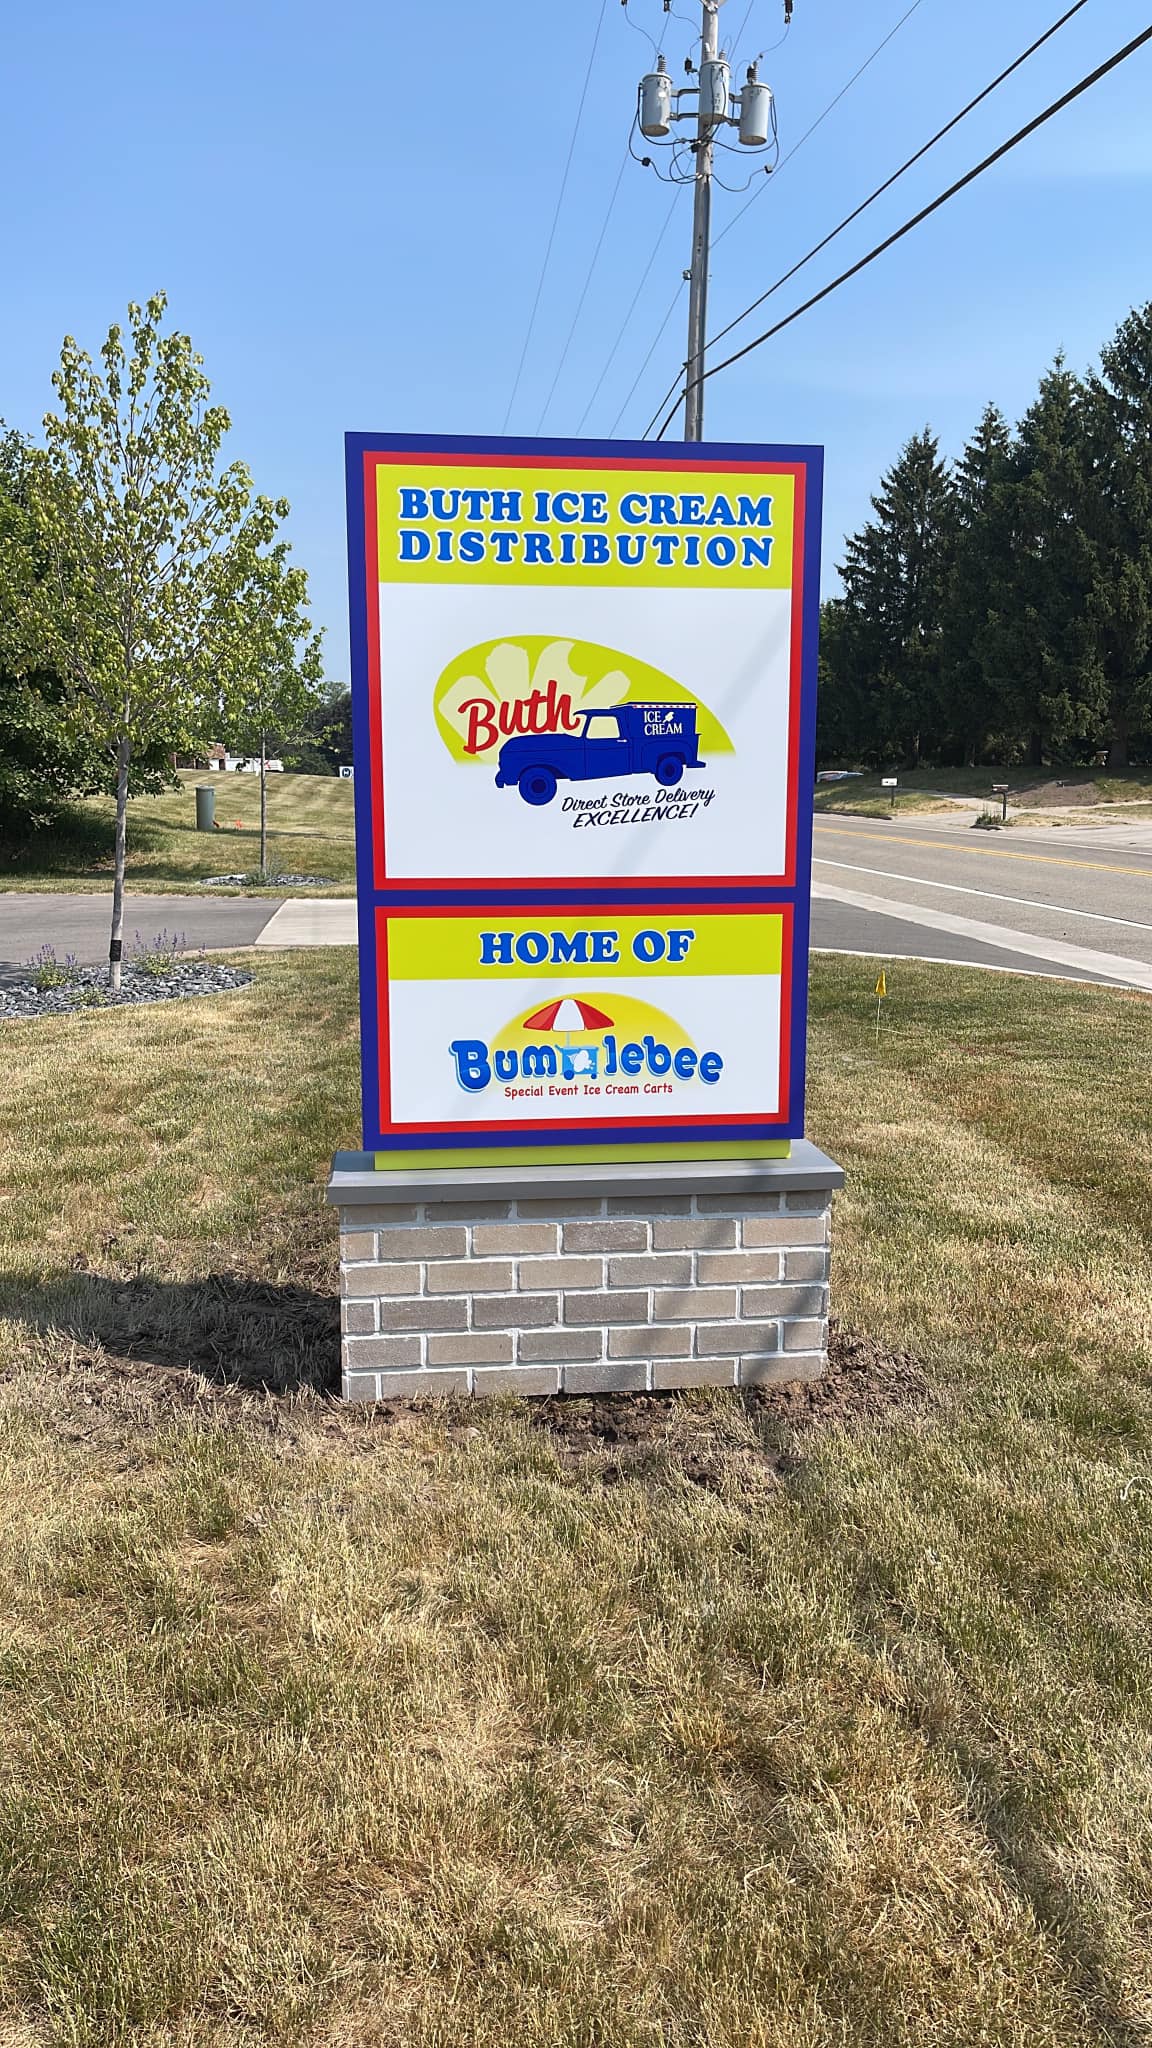 BUTH ICE CREAM
DISTRIBUTION
Buth
ICE
CREAM
Direct Store Delivery
EXCELLENCE!
HOME OF
Bumblebee
Special Event Ice Cream Carts